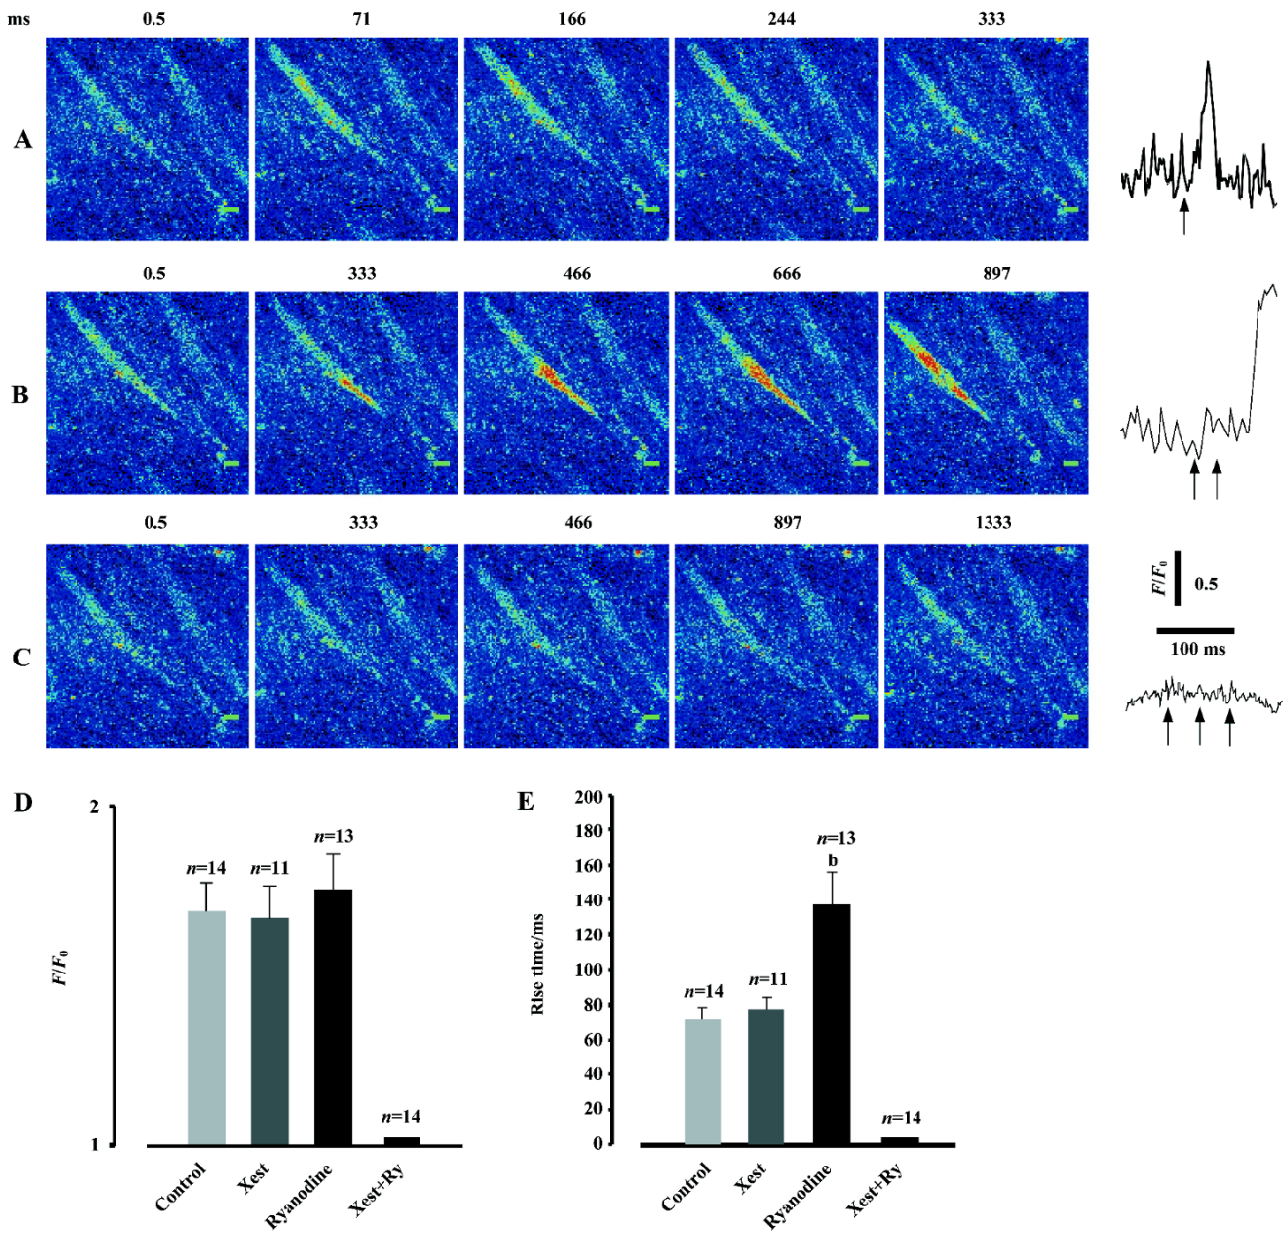 ms 0.5 71 166 244 333
A
0.5 333 466 666 897
B
0.5 333 466 897 1333
C
F/F0 0.5
100 ms
D
2
n=14 n=11 n=13
F/F0
n=14
1
Control Xest Ryanodine Xest+Ry
E
200
180
n=13
160
b
140
120
Rise time/ms
100
n=14 n=11
80
60
40
20
n=14
0
Control Xest Ryanodine Xest+Ry